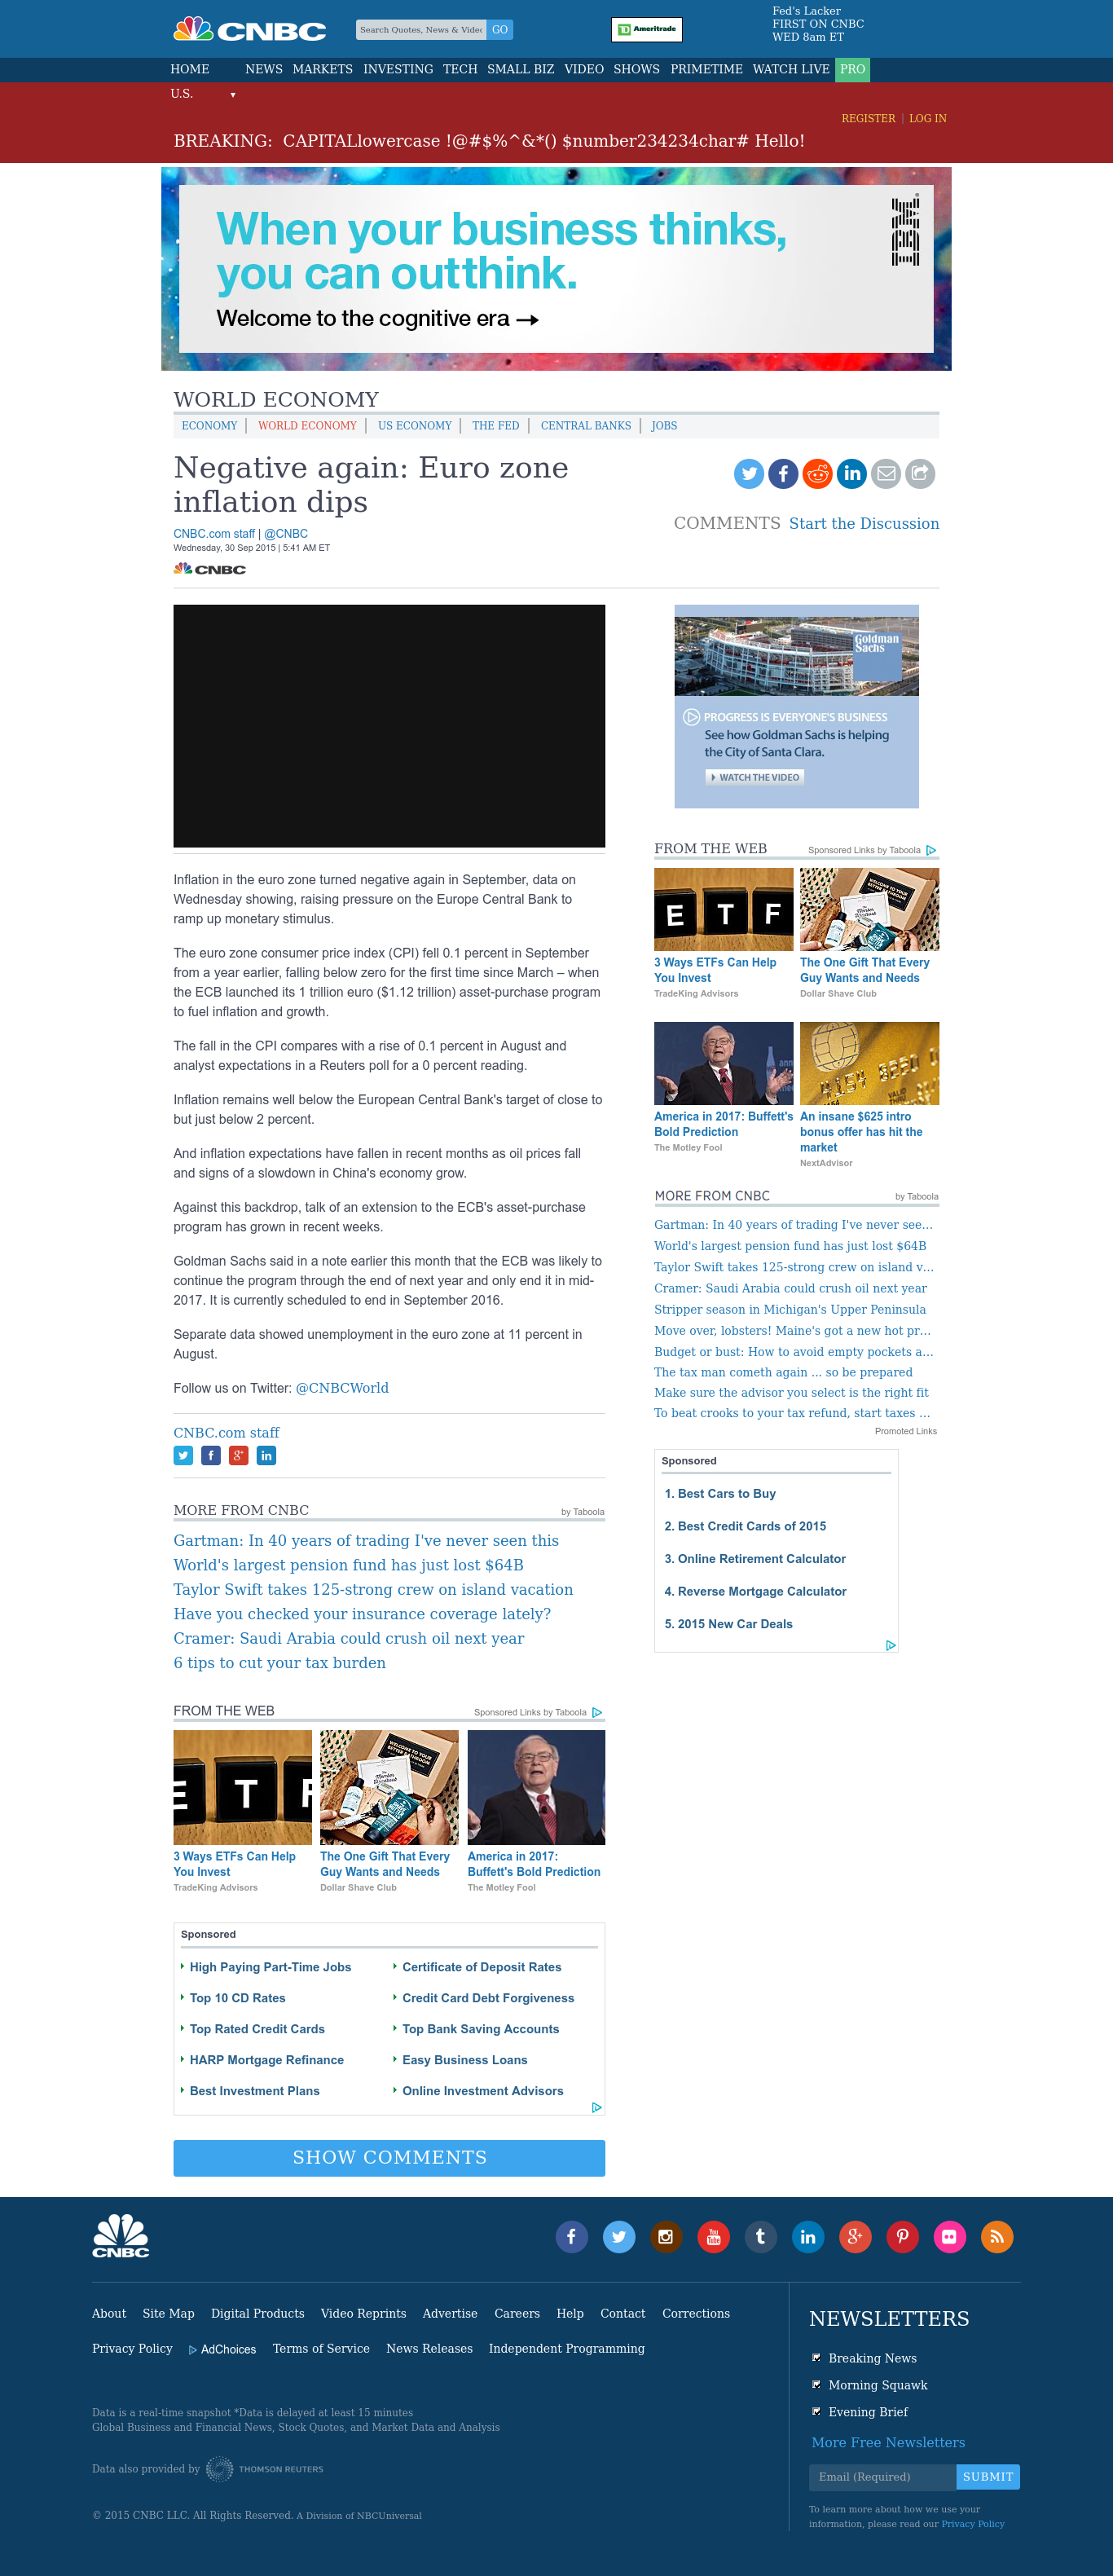 CNBC
Search Quotes, News & Video
GO
TD Ameritrade
Fed's Lacker
FIRST ON CNBC
WED 8am ET
HOME NEWS MARKETS INVESTING TECH SMALL BIZ VIDEO SHOWS PRIMETIME WATCH LIVE PRO
U.S.
REGISTER | LOG IN
BREAKING: CAPITALlowercase !@#$%^&*() $number234234char# Hello!
When your business thinks,
you can outthink.
IBM
Welcome to the cognitive era →
WORLD ECONOMY
ECONOMY | WORLD ECONOMY | US ECONOMY | THE FED | CENTRAL BANKS | JOBS
Negative again: Euro zone
inflation dips
COMMENTS Start the Discussion
CNBC.com staff | @CNBC
Wednesday, 30 Sep 2015 | 5:41 AM ET
CNBC
Inflation in the euro zone turned negative again in September, data on
Wednesday showing, raising pressure on the Europe Central Bank to
ramp up monetary stimulus.
The euro zone consumer price index (CPI) fell 0.1 percent in September
from a year earlier, falling below zero for the first time since March – when
the ECB launched its 1 trillion euro ($1.12 trillion) asset-purchase program
to fuel inflation and growth.
The fall in the CPI compares with a rise of 0.1 percent in August and
analyst expectations in a Reuters poll for a 0 percent reading.
Inflation remains well below the European Central Bank's target of close to
but just below 2 percent.
And inflation expectations have fallen in recent months as oil prices fall
and signs of a slowdown in China's economy grow.
Against this backdrop, talk of an extension to the ECB's asset-purchase
program has grown in recent weeks.
Goldman Sachs said in a note earlier this month that the ECB was likely to
continue the program through the end of next year and only end it in mid-
2017. It is currently scheduled to end in September 2016.
Separate data showed unemployment in the euro zone at 11 percent in
August.
Follow us on Twitter: @CNBCWorld
CNBC.com staff
MORE FROM CNBC
by Taboola
Gartman: In 40 years of trading I've never seen this
World's largest pension fund has just lost $64B
Taylor Swift takes 125-strong crew on island vacation
Have you checked your insurance coverage lately?
Cramer: Saudi Arabia could crush oil next year
6 tips to cut your tax burden
FROM THE WEB
Sponsored Links by Taboola
ETF
3 Ways ETFs Can Help
You Invest
TradeKing Advisors
WELCOME TO YOUR
BETTER BATHROOM
The One Gift That Every
Guy Wants and Needs
Dollar Shave Club
America in 2017:
Buffett's Bold Prediction
The Motley Fool
Sponsored
High Paying Part-Time Jobs
Top 10 CD Rates
Top Rated Credit Cards
HARP Mortgage Refinance
Best Investment Plans
Certificate of Deposit Rates
Credit Card Debt Forgiveness
Top Bank Saving Accounts
Easy Business Loans
Online Investment Advisors
SHOW COMMENTS
Goldman
Sachs
PROGRESS IS EVERYONE'S BUSINESS
See how Goldman Sachs is helping
the City of Santa Clara.
WATCH THE VIDEO
FROM THE WEB
Sponsored Links by Taboola
ETF
3 Ways ETFs Can Help
You Invest
TradeKing Advisors
The One Gift That Every
Guy Wants and Needs
Dollar Shave Club
America in 2017: Buffett's
Bold Prediction
The Motley Fool
An insane $625 intro
bonus offer has hit the
market
NextAdvisor
MORE FROM CNBC
by Taboola
Gartman: In 40 years of trading I've never see...
World's largest pension fund has just lost $64B
Taylor Swift takes 125-strong crew on island v...
Cramer: Saudi Arabia could crush oil next year
Stripper season in Michigan's Upper Peninsula
Move over, lobsters! Maine's got a new hot pr...
Budget or bust: How to avoid empty pockets a...
The tax man cometh again ... so be prepared
Make sure the advisor you select is the right fit
To beat crooks to your tax refund, start taxes ...
Promoted Links
Sponsored
1. Best Cars to Buy
2. Best Credit Cards of 2015
3. Online Retirement Calculator
4. Reverse Mortgage Calculator
5. 2015 New Car Deals
CNBC
About Site Map Digital Products Video Reprints Advertise Careers Help Contact Corrections
Privacy Policy AdChoices Terms of Service News Releases Independent Programming
Data is a real-time snapshot *Data is delayed at least 15 minutes
Global Business and Financial News, Stock Quotes, and Market Data and Analysis
Data also provided by THOMSON REUTERS
© 2015 CNBC LLC. All Rights Reserved. A Division of NBCUniversal
NEWSLETTERS
Breaking News
Morning Squawk
Evening Brief
More Free Newsletters
Email (Required)
SUBMIT
To learn more about how we use your
information, please read our Privacy Policy